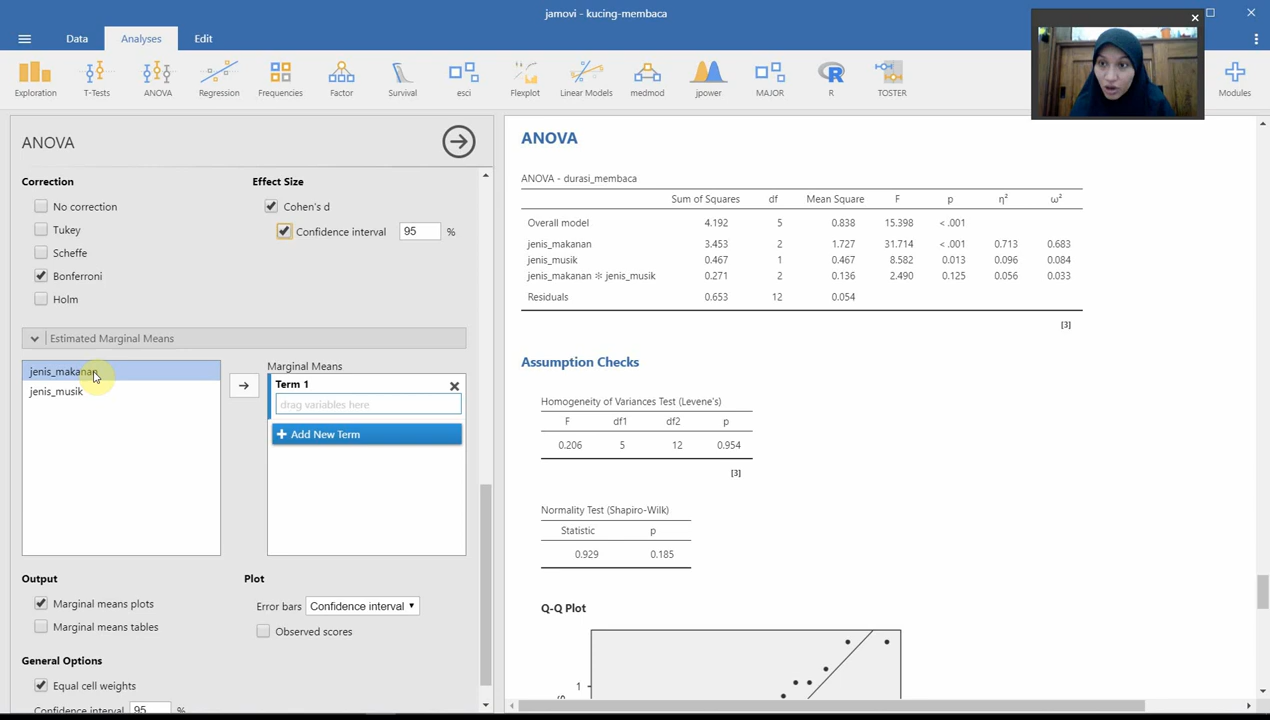 jamovi - kucing-membaca
Data Analyses Edit
Exploration T-Tests ANOVA Regression Frequencies Factor Survival esci Flexplot Linear Models medmod jpower MAJOR R TOSTER Modules
ANOVA
Correction
Effect Size
No correction
Cohen's d
Tukey
Confidence interval 95 %
Scheffe
Bonferroni
Holm
Estimated Marginal Means
jenis_makanan
jenis_musik
Marginal Means
Term 1
drag variables here
Add New Term
Output
Plot
Marginal means plots
Error bars Confidence interval
Marginal means tables
Observed scores
General Options
Equal cell weights
Confidence interval 95 %
ANOVA
ANOVA - durasi_membaca
Sum of Squares df Mean Square F p η² ω²
Overall model 4.192 5 0.838 15.398 < .001
jenis_makanan 3.453 2 1.727 31.714 < .001 0.713 0.683
jenis_musik 0.467 1 0.467 8.582 0.013 0.096 0.084
jenis_makanan ✻ jenis_musik 0.271 2 0.136 2.490 0.125 0.056 0.033
Residuals 0.653 12 0.054
[3]
Assumption Checks
Homogeneity of Variances Test (Levene's)
F df1 df2 p
0.206 5 12 0.954
[3]
Normality Test (Shapiro-Wilk)
Statistic p
0.929 0.185
Q-Q Plot
1